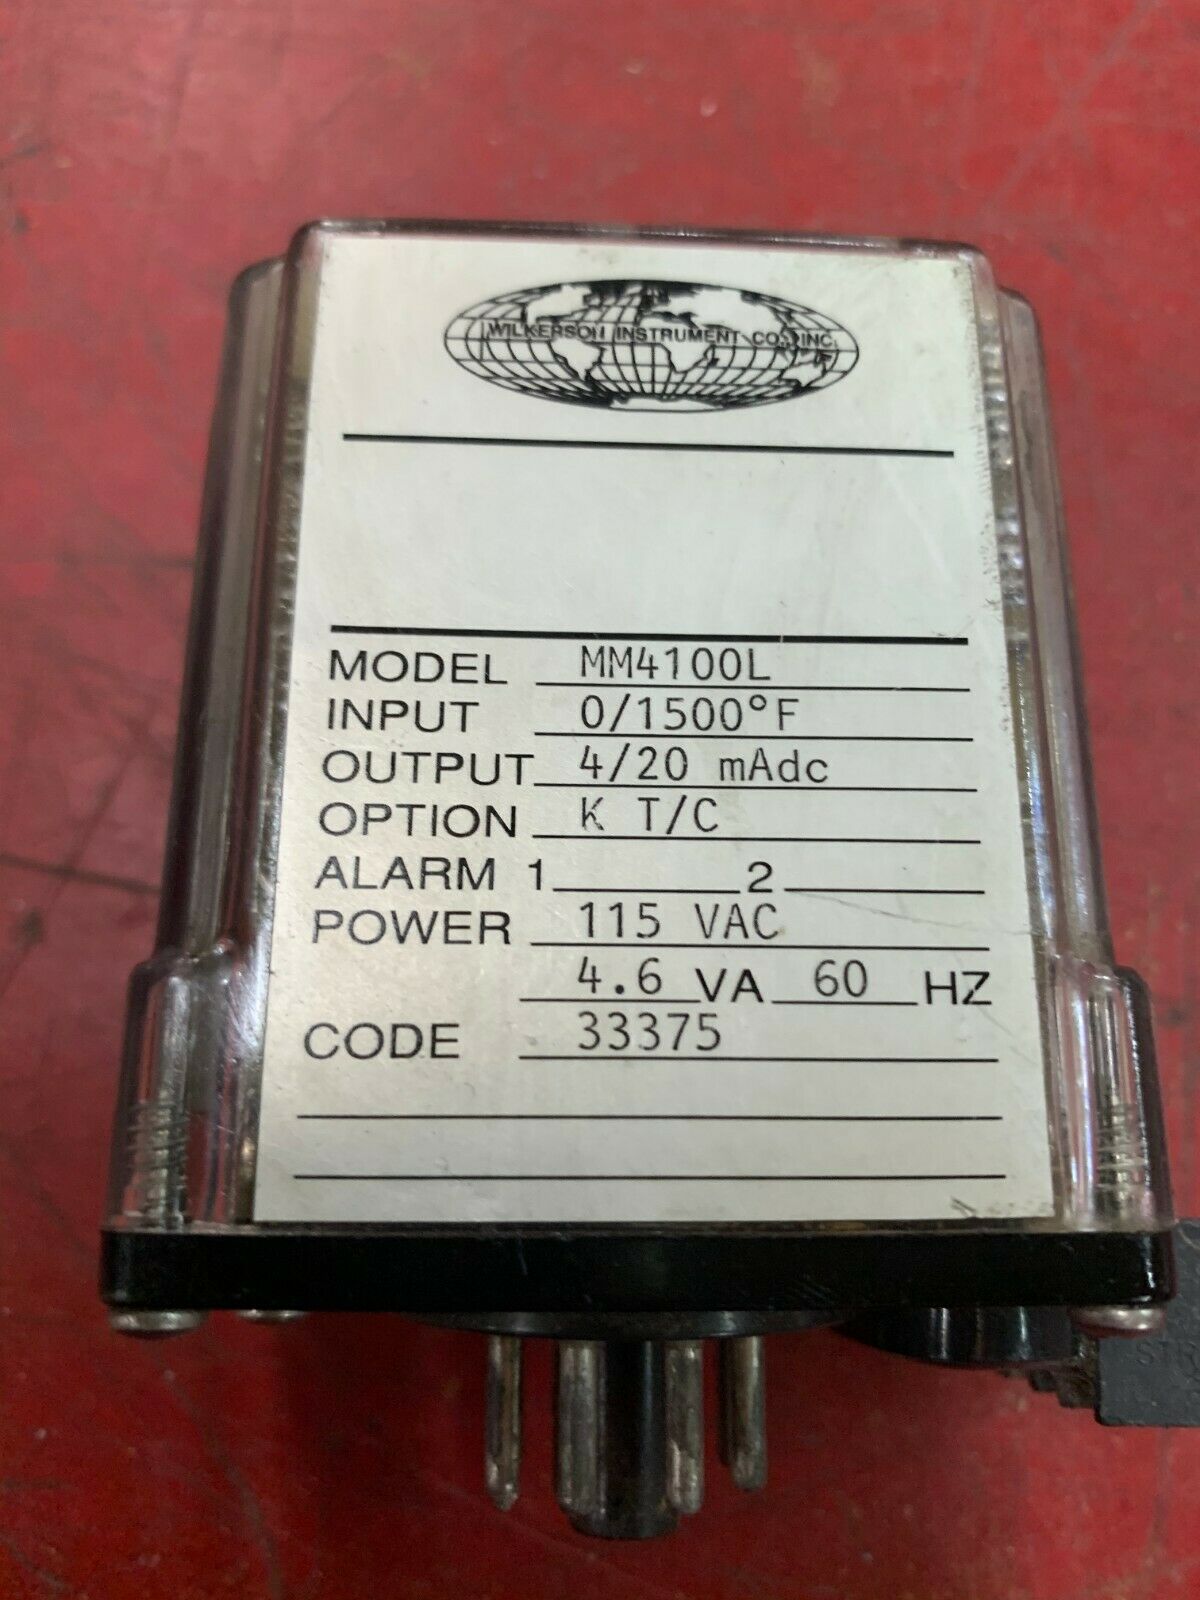 WILKERSON INSTRUMENT CO., INC.
MODEL MM4100L
INPUT 0/1500°F
OUTPUT 4/20 mAdc
OPTION K T/C
ALARM 1 2
POWER 115 VAC
4.6 VA 60 HZ
CODE 33375